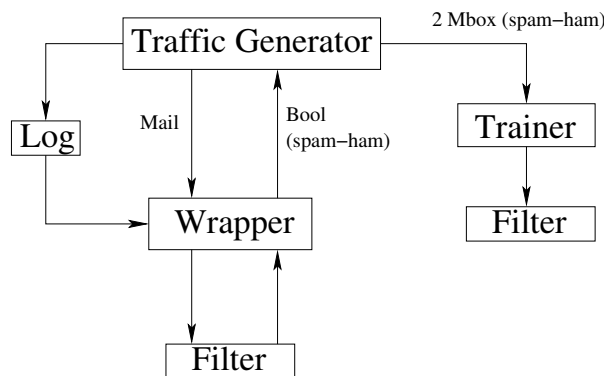 2 Mbox (spam−ham)
Traffic Generator
Mail
Bool
(spam−ham)
Log
Trainer
Wrapper
Filter
Filter